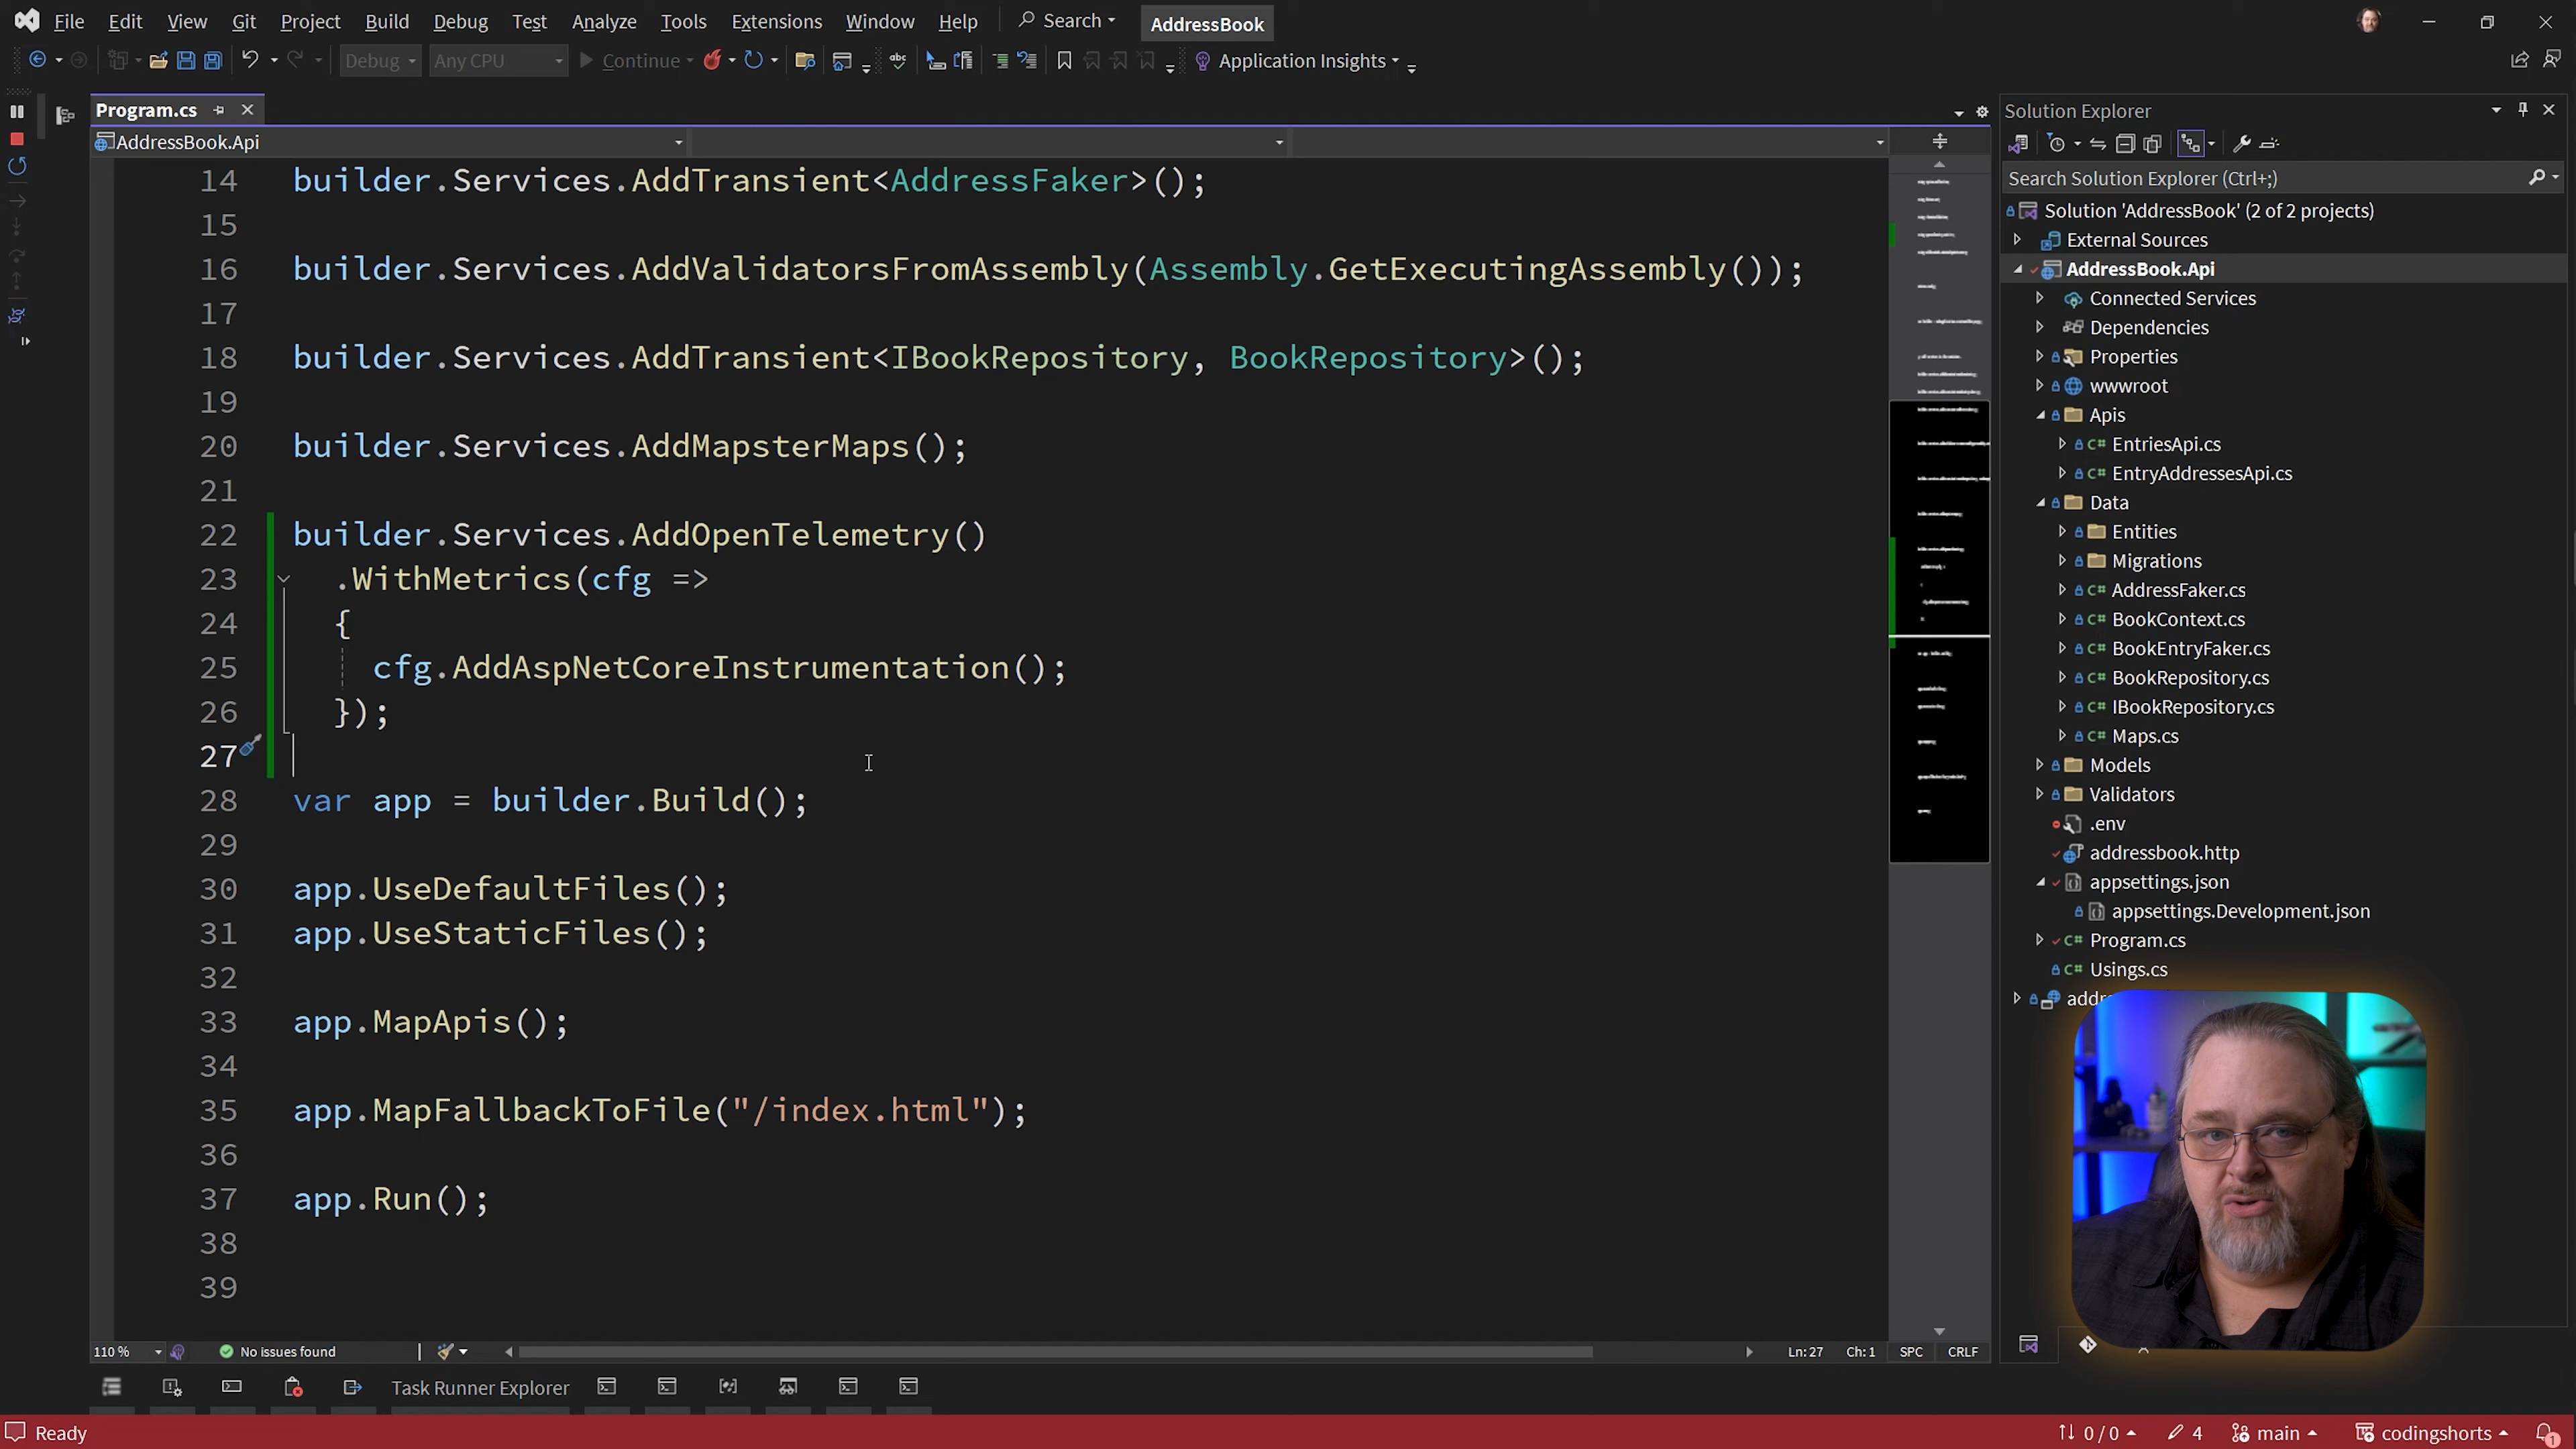 File Edit View Git Project Build Debug Test Analyze Tools Extensions Window Help Search AddressBook
Debug Any CPU Continue Application Insights
Program.cs
AddressBook.Api
14 builder.Services.AddTransient<AddressFaker>();
15
16 builder.Services.AddValidatorsFromAssembly(Assembly.GetExecutingAssembly());
17
18 builder.Services.AddTransient<IBookRepository, BookRepository>();
19
20 builder.Services.AddMapsterMaps();
21
22 builder.Services.AddOpenTelemetry()
23 .WithMetrics(cfg =>
24 {
25 cfg.AddAspNetCoreInstrumentation();
26 });
27
28 var app = builder.Build();
29
30 app.UseDefaultFiles();
31 app.UseStaticFiles();
32
33 app.MapApis();
34
35 app.MapFallbackToFile("/index.html");
36
37 app.Run();
38
39
110 % No issues found Ln: 27 Ch: 1 SPC CRLF
Task Runner Explorer
Ready 0 / 0 4 main codingshorts 1
Solution Explorer
Search Solution Explorer (Ctrl+;)
Solution 'AddressBook' (2 of 2 projects)
External Sources
AddressBook.Api
Connected Services
Dependencies
Properties
wwwroot
Apis
C# EntriesApi.cs
C# EntryAddressesApi.cs
Data
Entities
Migrations
C# AddressFaker.cs
C# BookContext.cs
C# BookEntryFaker.cs
C# BookRepository.cs
C# IBookRepository.cs
C# Maps.cs
Models
Validators
.env
addressbook.http
appsettings.json
appsettings.Development.json
C# Program.cs
C# Usings.cs